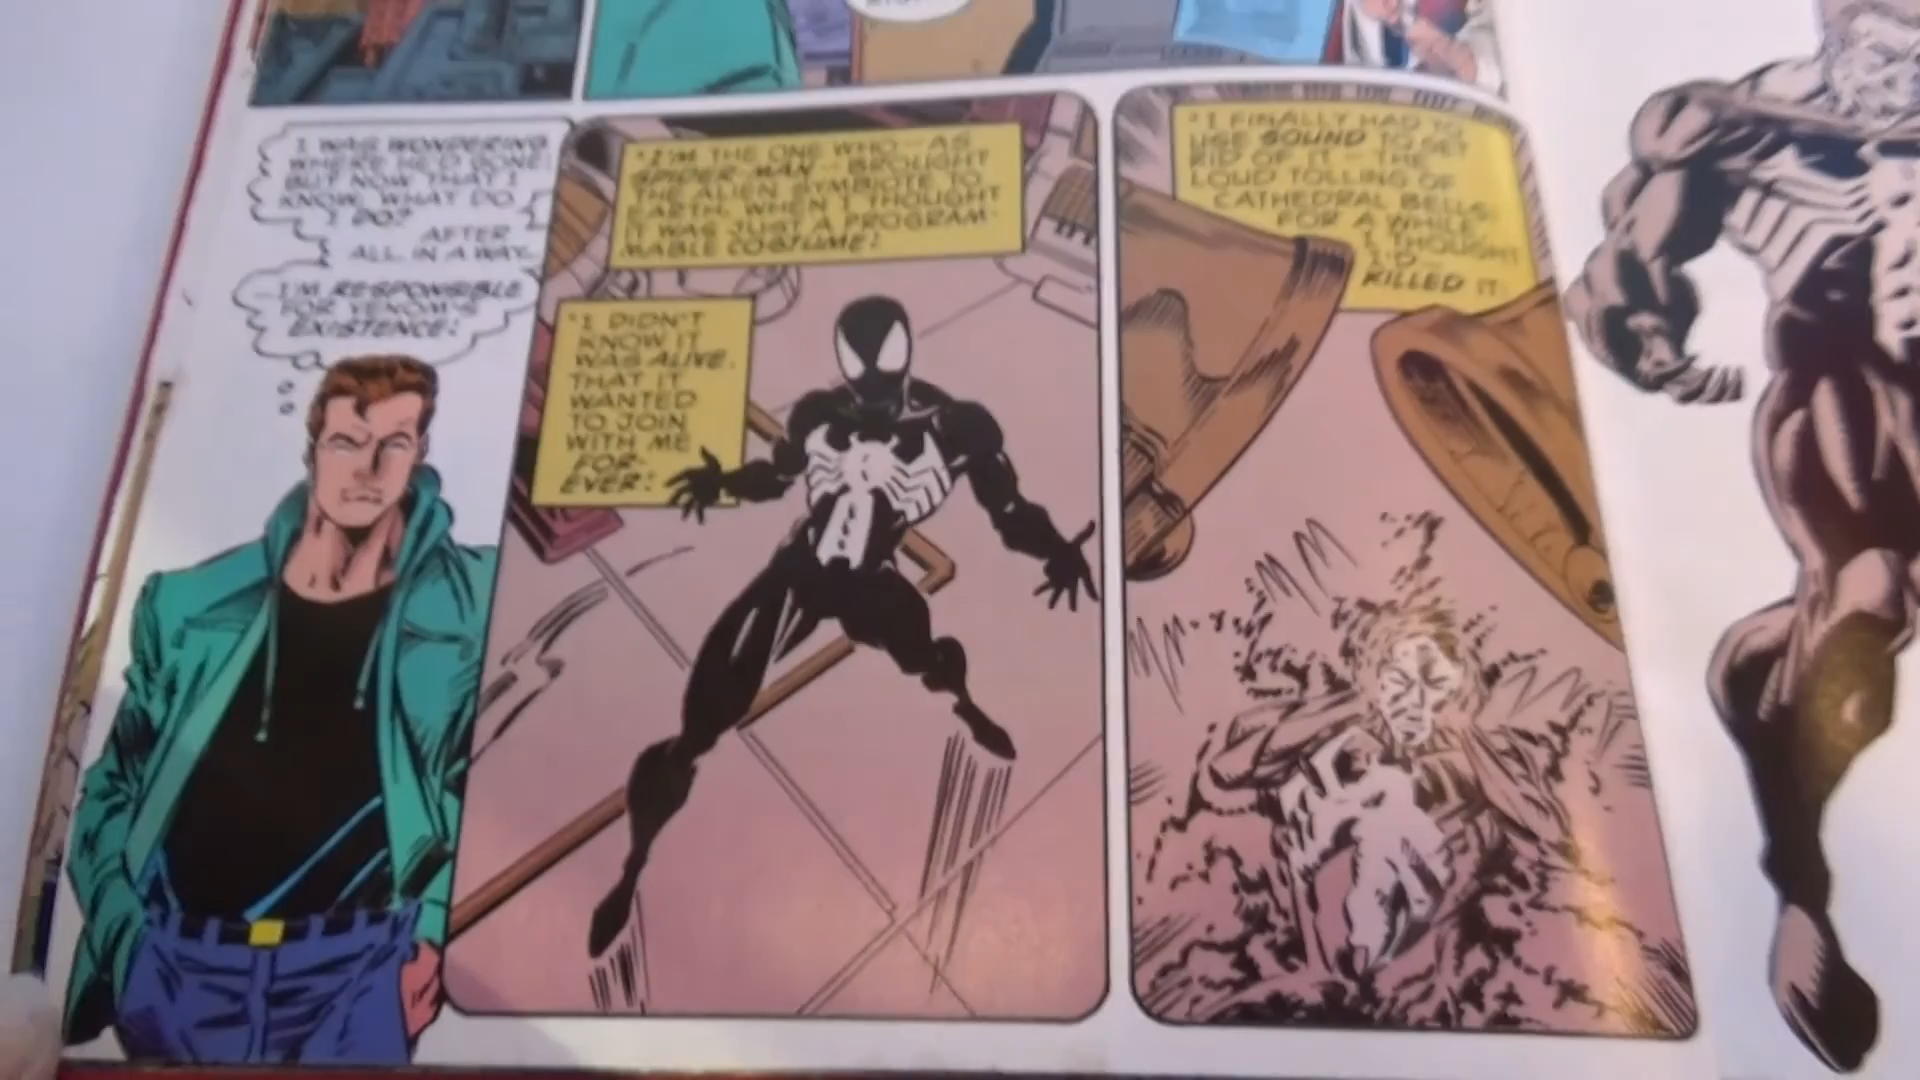 I WAS WONDERING
WHERE HE'D GONE!
BUT NOW THAT I
KNOW, WHAT DO
I DO?
AFTER
ALL, IN A WAY...
...I'M RESPONSIBLE
FOR VENOM'S
EXISTENCE!
"I'M THE ONE WHO--AS
SPIDER-MAN--BROUGHT
THE ALIEN SYMBIOTE TO
EARTH, WHEN I THOUGHT
IT WAS JUST A PROGRAM-
MABLE COSTUME!
"I DIDN'T
KNOW IT
WAS ALIVE,
THAT IT
WANTED
TO JOIN
WITH ME
FOR-
EVER!
"I FINALLY HAD TO
USE SOUND TO GET
RID OF IT--THE
LOUD TOLLING OF
CATHEDRAL BELLS.
FOR A WHILE
I THOUGHT
I'D
KILLED IT.